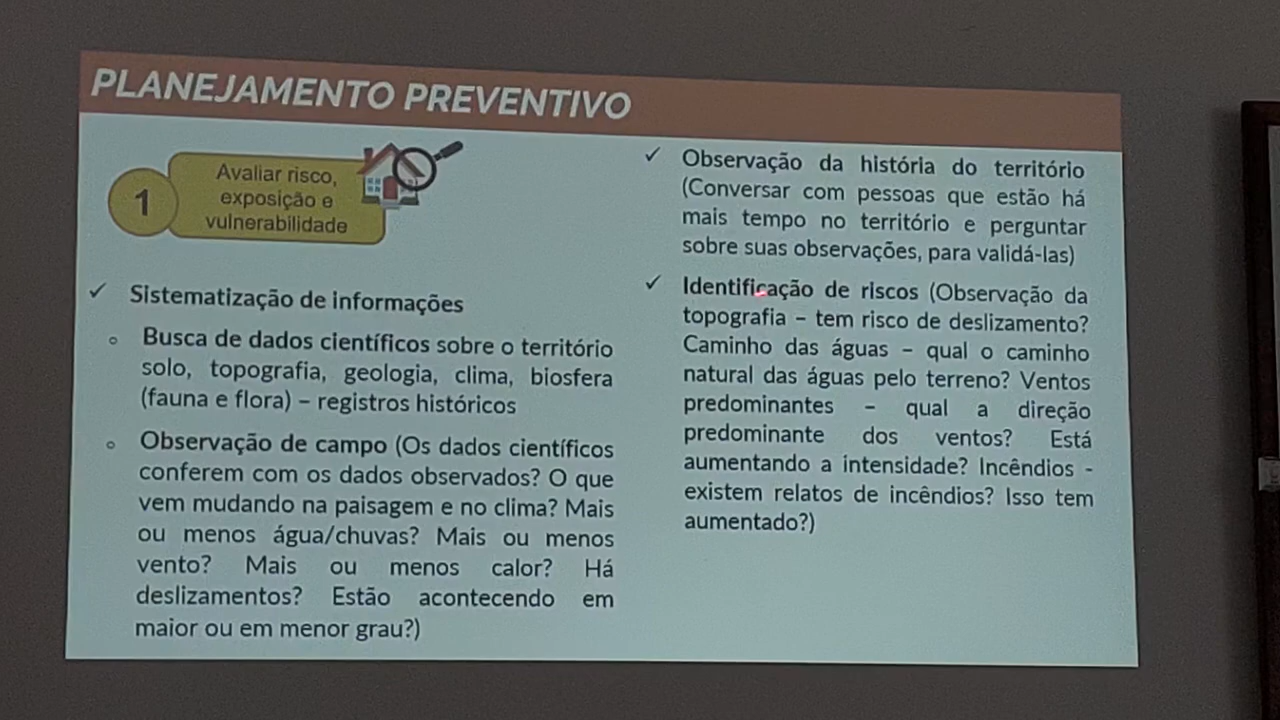 PLANEJAMENTO PREVENTIVO
1
Avaliar risco,
exposição e
vulnerabilidade
✓ Sistematização de informações
o Busca de dados científicos sobre o território
solo, topografia, geologia, clima, biosfera
(fauna e flora) – registros históricos
o Observação de campo (Os dados científicos
conferem com os dados observados? O que
vem mudando na paisagem e no clima? Mais
ou menos água/chuvas? Mais ou menos
vento? Mais ou menos calor? Há
deslizamentos? Estão acontecendo em
maior ou em menor grau?)
✓ Observação da história do território
(Conversar com pessoas que estão há
mais tempo no território e perguntar
sobre suas observações, para validá-las)
✓ Identificação de riscos (Observação da
topografia – tem risco de deslizamento?
Caminho das águas – qual o caminho
natural das águas pelo terreno? Ventos
predominantes – qual a direção
predominante dos ventos? Está
aumentando a intensidade? Incêndios -
existem relatos de incêndios? Isso tem
aumentado?)